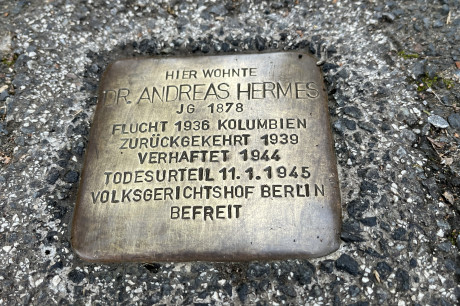 HIER WOHNTE
DR. ANDREAS HERMES
JG 1878
FLUCHT 1936 KOLUMBIEN
ZURÜCKGEKEHRT 1939
VERHAFTET 1944
TODESURTEIL 11.1.1945
VOLKSGERICHTSHOF BERLIN
BEFREIT